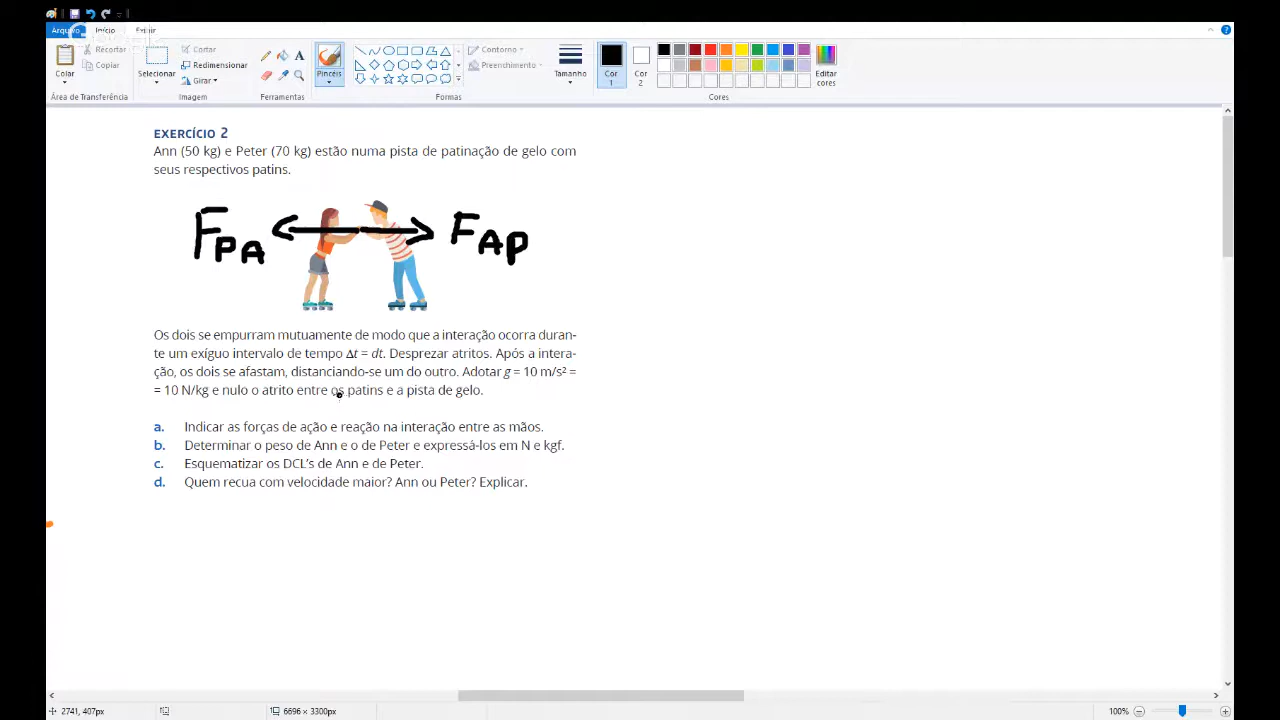 Arquivo Início Exibir
Colar
Recortar
Copiar
Área de Transferência
Selecionar
Cortar
Redimensionar
Girar
Imagem
A
Ferramentas
Pincéis
Contorno
Preenchimento
Formas
Tamanho
Cor 1
Cor 2
Editar cores
Cores
EXERCÍCIO 2
Ann (50 kg) e Peter (70 kg) estão numa pista de patinação de gelo com
seus respectivos patins.
FPA FAP
Os dois se empurram mutuamente de modo que a interação ocorra duran-
te um exíguo intervalo de tempo Δt = dt. Desprezar atritos. Após a intera-
ção, os dois se afastam, distanciando-se um do outro. Adotar g = 10 m/s² =
= 10 N/kg e nulo o atrito entre os patins e a pista de gelo.
a. Indicar as forças de ação e reação na interação entre as mãos.
b. Determinar o peso de Ann e o de Peter e expressá-los em N e kgf.
c. Esquematizar os DCL's de Ann e de Peter.
d. Quem recua com velocidade maior? Ann ou Peter? Explicar.
2741, 407px
6696 × 3300px
100%